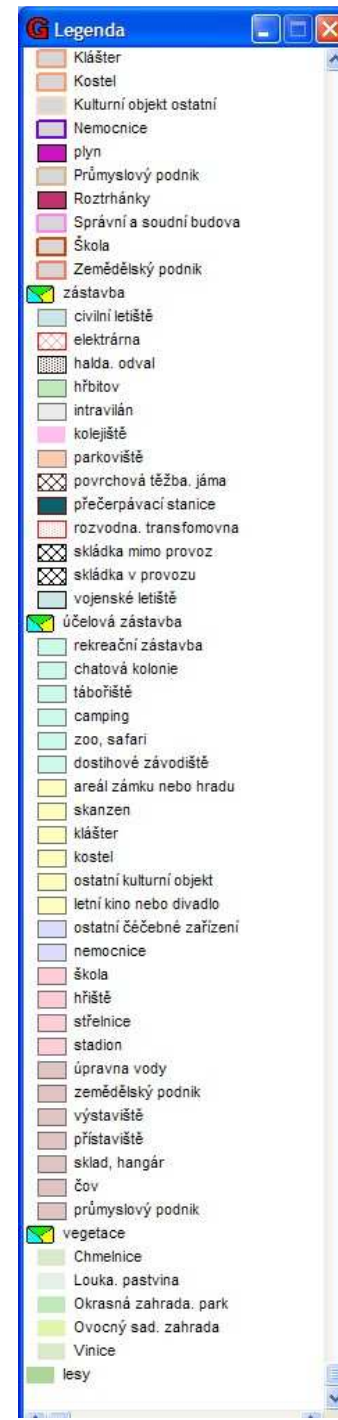 Legenda
Klášter
Kostel
Kulturní objekt ostatní
Nemocnice
plyn
Průmyslový podnik
Roztrhánky
Správní a soudní budova
Škola
Zemědělský podnik
zástavba
civilní letiště
elektrárna
halda. odval
hřbitov
intravilán
kolejiště
parkoviště
povrchová těžba. jáma
přečerpávací stanice
rozvodna. transfomovna
skládka mimo provoz
skládka v provozu
vojenské letiště
účelová zástavba
rekreační zástavba
chatová kolonie
tábořiště
camping
zoo, safari
dostihové závodiště
areál zámku nebo hradu
skanzen
klášter
kostel
ostatní kulturní objekt
letní kino nebo divadlo
ostatní čéčebné zařízení
nemocnice
škola
hřiště
střelnice
stadion
úpravna vody
zemědělský podnik
výstaviště
přístaviště
sklad, hangár
čov
průmyslový podnik
vegetace
Chmelnice
Louka. pastvina
Okrasná zahrada. park
Ovocný sad. zahrada
Vinice
lesy